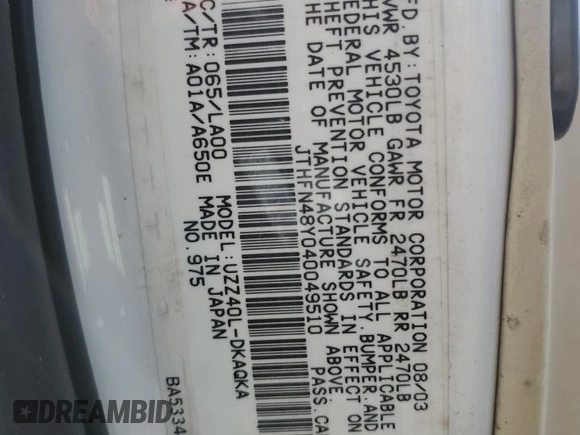 MFD. BY: TOYOTA MOTOR CORPORATION 08/03
GVWR 4530LB GAWR FR 2470LB RR 2470LB
THIS VEHICLE CONFORMS TO ALL APPLICABLE
FEDERAL MOTOR VEHICLE SAFETY, BUMPER, AND
THEFT PREVENTION STANDARDS IN EFFECT ON
THE DATE OF MANUFACTURE SHOWN ABOVE.
JTHFN48Y040049510 PASS. CA
C/TR: 065/LA00 MODEL: UZZ40L-DKAQKA
A/TM: A01A/A650E MADE IN JAPAN
NO. 975 BA5334
DREAMBID